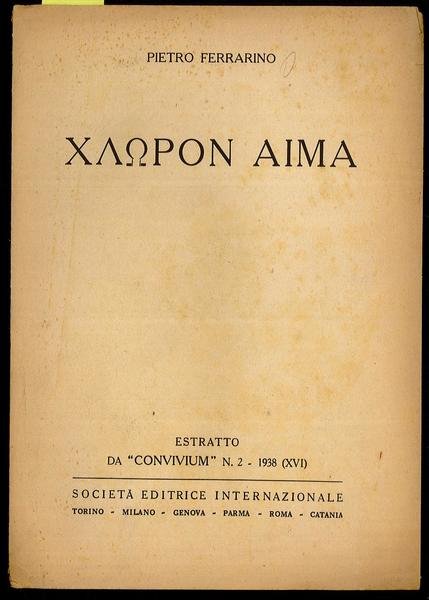 PIETRO FERRARINO
ΧΛΩΡΟΝ ΑΙΜΑ
ESTRATTO
DA "CONVIVIUM" N. 2 - 1938 (XVI)
SOCIETÀ EDITRICE INTERNAZIONALE
TORINO - MILANO - GENOVA - PARMA - ROMA - CATANIA